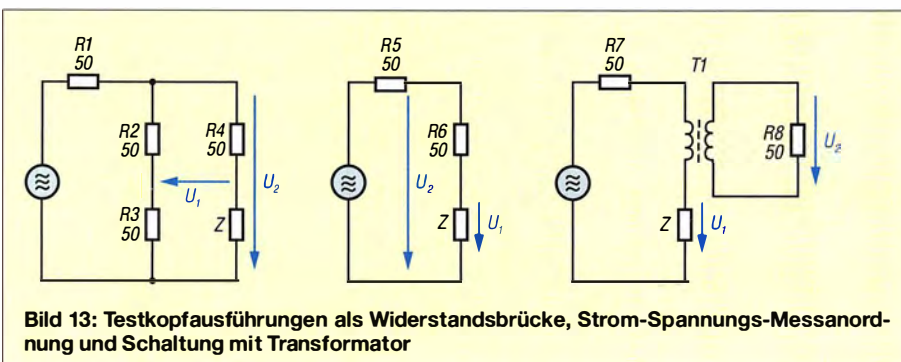 R1
50
R2
50
R3
50
R4
50
Z
U₁
U₂
R5
50
R6
50
Z
U₂
U₁
R7
50
T1
R8
50
U₂
Z
U₁
Bild 13: Testkopfausführungen als Widerstandsbrücke, Strom-Spannungs-Messanord-
nung und Schaltung mit Transformator